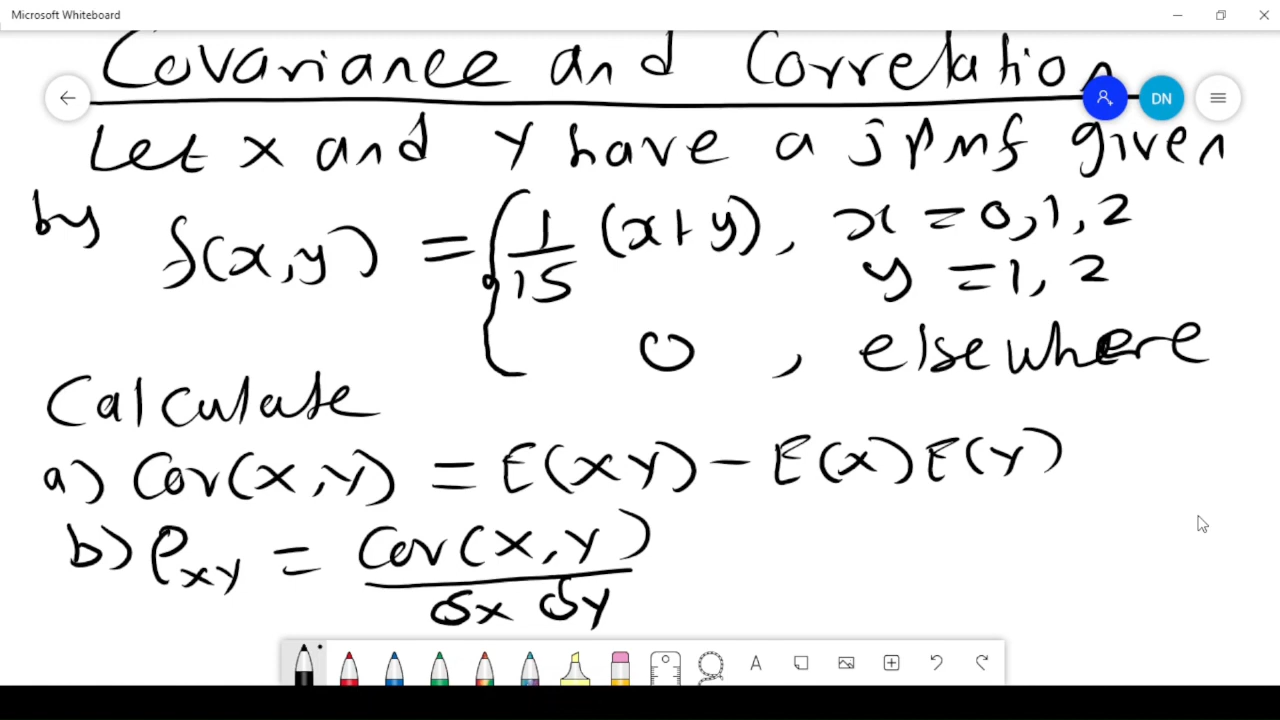 Microsoft Whiteboard
Covariance and Correlation
DN
Let x and y have a jpmf given
by f(x,y) = { 1/15 (x+y), x = 0,1,2
y = 1, 2
0 , elsewhere
Calculate
a) Cov(X,Y) = E(XY) - E(X)E(Y)
b) ρxy = Cov(X,Y) / σx σy
A